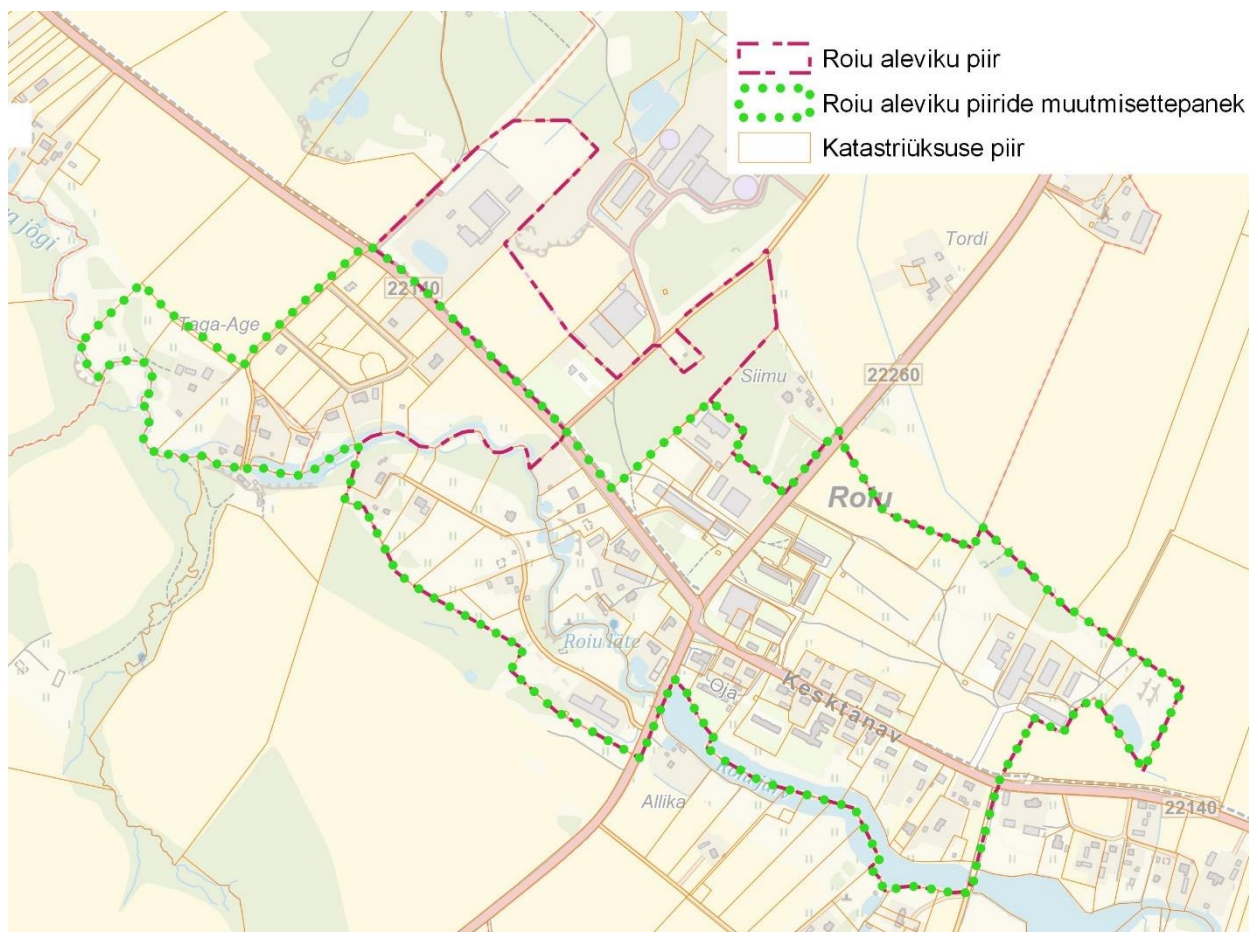 Roiu aleviku piir
Roiu aleviku piiride muutmisettepanek
Katastriüksuse piir
jõgi
Tordi
22140
Taga-Age
Siimu
22260
Roiu
Roiu läte
Oja
Kesktänav
Allika
22140